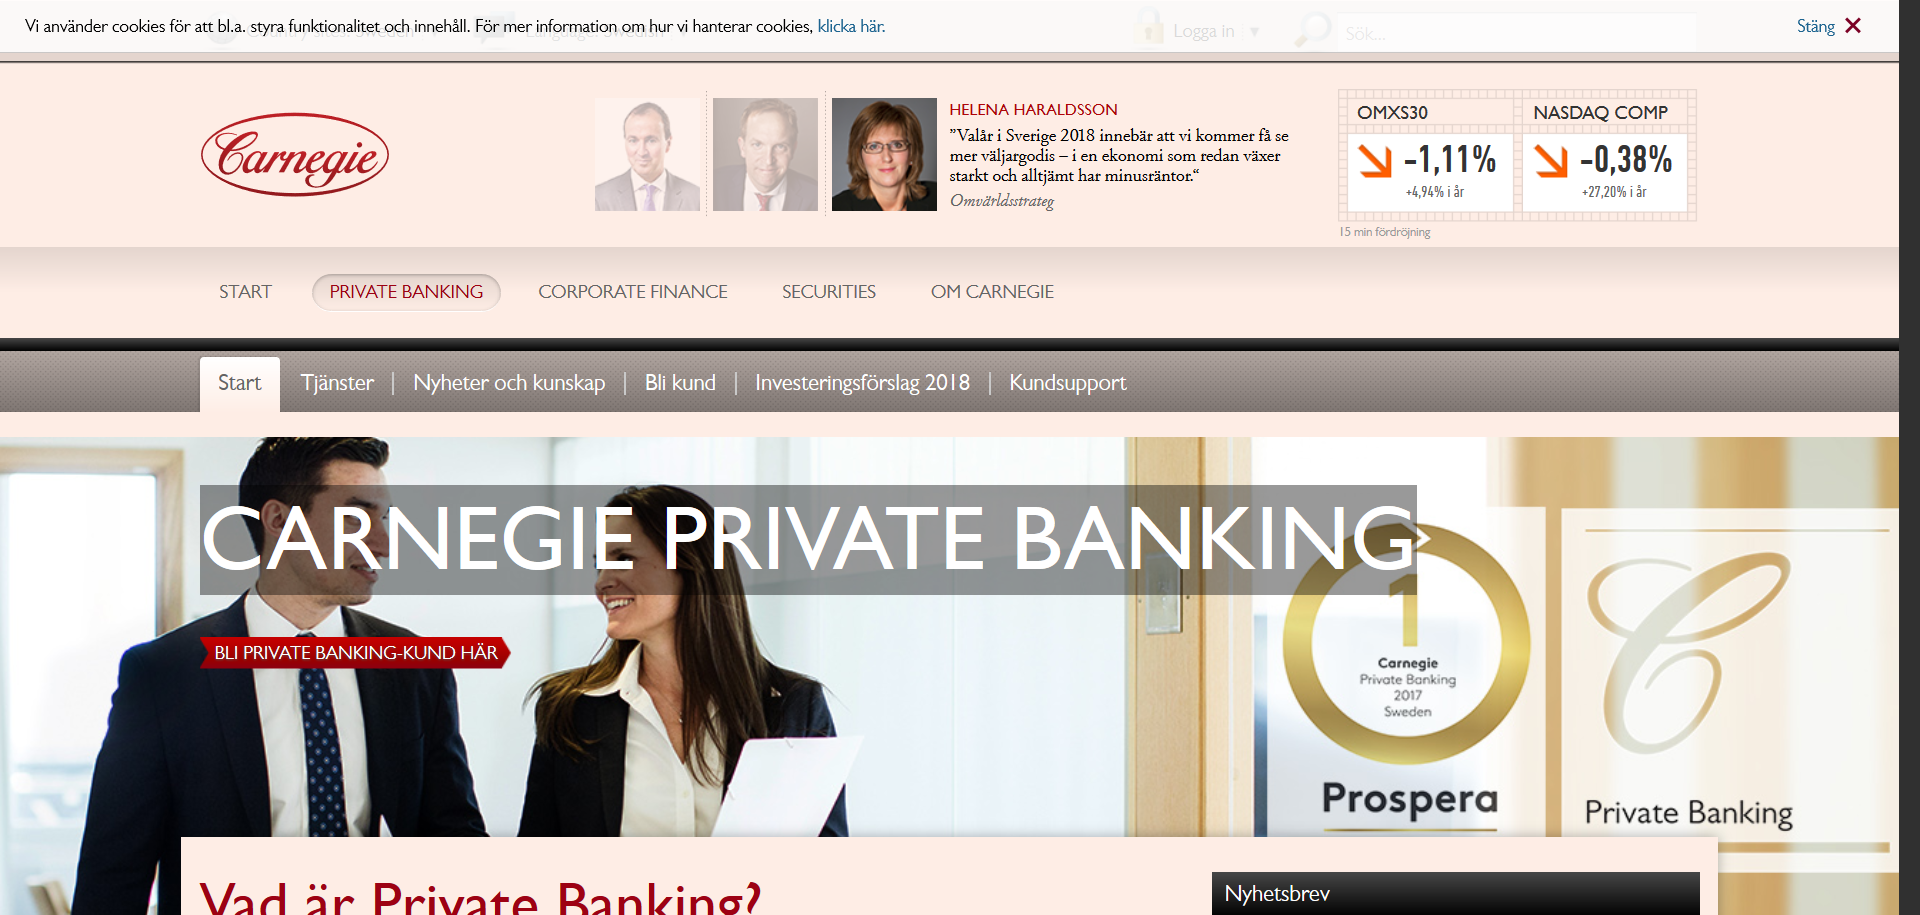 Vi använder cookies för att bl.a. styra funktionalitet och innehåll. För mer information om hur vi hanterar cookies, klicka här.
Stäng
Logga in
Sök...
Carnegie
HELENA HARALDSSON
”Valår i Sverige 2018 innebär att vi kommer få se
mer väljargodis – i en ekonomi som redan växer
starkt och alltjämt har minusräntor.“
Omvärldsstrateg
OMXS30
-1,11%
+4,94% i år
NASDAQ COMP
-0,38%
+27,20% i år
15 min fördröjning
START
PRIVATE BANKING
CORPORATE FINANCE
SECURITIES
OM CARNEGIE
Start
Tjänster
Nyheter och kunskap
Bli kund
Investeringsförslag 2018
Kundsupport
CARNEGIE PRIVATE BANKING
BLI PRIVATE BANKING-KUND HÄR
1
Carnegie
Private Banking
2017
Sweden
Prospera
C
Private Banking
Vad är Private Banking?
Nyhetsbrev